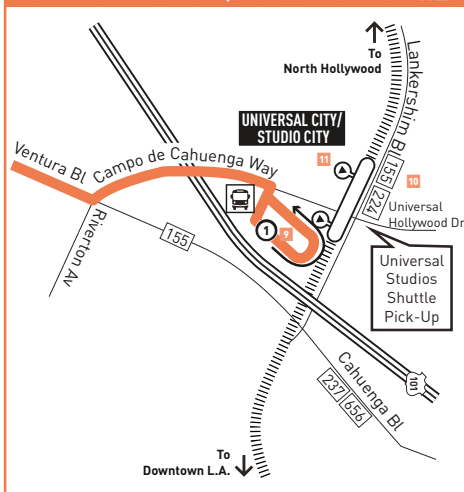 To
North Hollywood
Lankershim Bl
UNIVERSAL CITY/
STUDIO CITY
11
155
224
10
Ventura Bl
Campo de Cahuenga Way
Universal
Hollywood Dr
1
9
Riverton Av
155
Universal
Studios
Shuttle
Pick-Up
101
Cahuenga Bl
237
656
To
Downtown L.A.